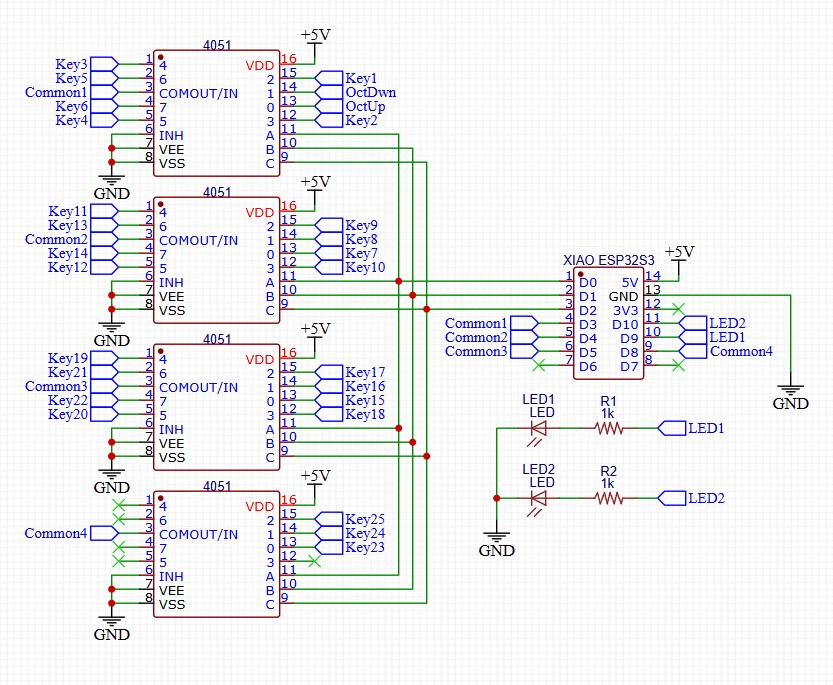 4051
+5V
Key3 1 4 VDD 16
Key5 2 6 2 15 Key1
Common1 3 COMOUT/IN 1 14 OctDwn
Key6 4 7 0 13 OctUp
Key4 5 5 3 12 Key2
6 INH A 11
7 VEE B 10
8 VSS C 9
GND
4051
+5V
Key11 1 4 VDD 16
Key13 2 6 2 15 Key9
Common2 3 COMOUT/IN 1 14 Key8
Key14 4 7 0 13 Key7
Key12 5 5 3 12 Key10
6 INH A 11
7 VEE B 10
8 VSS C 9
GND
4051
+5V
Key19 1 4 VDD 16
Key21 2 6 2 15 Key17
Common3 3 COMOUT/IN 1 14 Key16
Key22 4 7 0 13 Key15
Key20 5 5 3 12 Key18
6 INH A 11
7 VEE B 10
8 VSS C 9
GND
4051
+5V
1 4 VDD 16
2 6 2 15 Key25
Common4 3 COMOUT/IN 1 14 Key24
4 7 0 13 Key23
5 5 3 12
6 INH A 11
7 VEE B 10
8 VSS C 9
GND
XIAO ESP32S3
+5V
1 D0 5V 14
2 D1 GND 13
3 D2 3V3 12
Common1 4 D3 D10 11 LED2
Common2 5 D4 D9 10 LED1
Common3 6 D5 D8 9 Common4
7 D6 D7 8
GND
LED1 R1
LED 1k
LED1
LED2 R2
LED 1k
LED2
GND